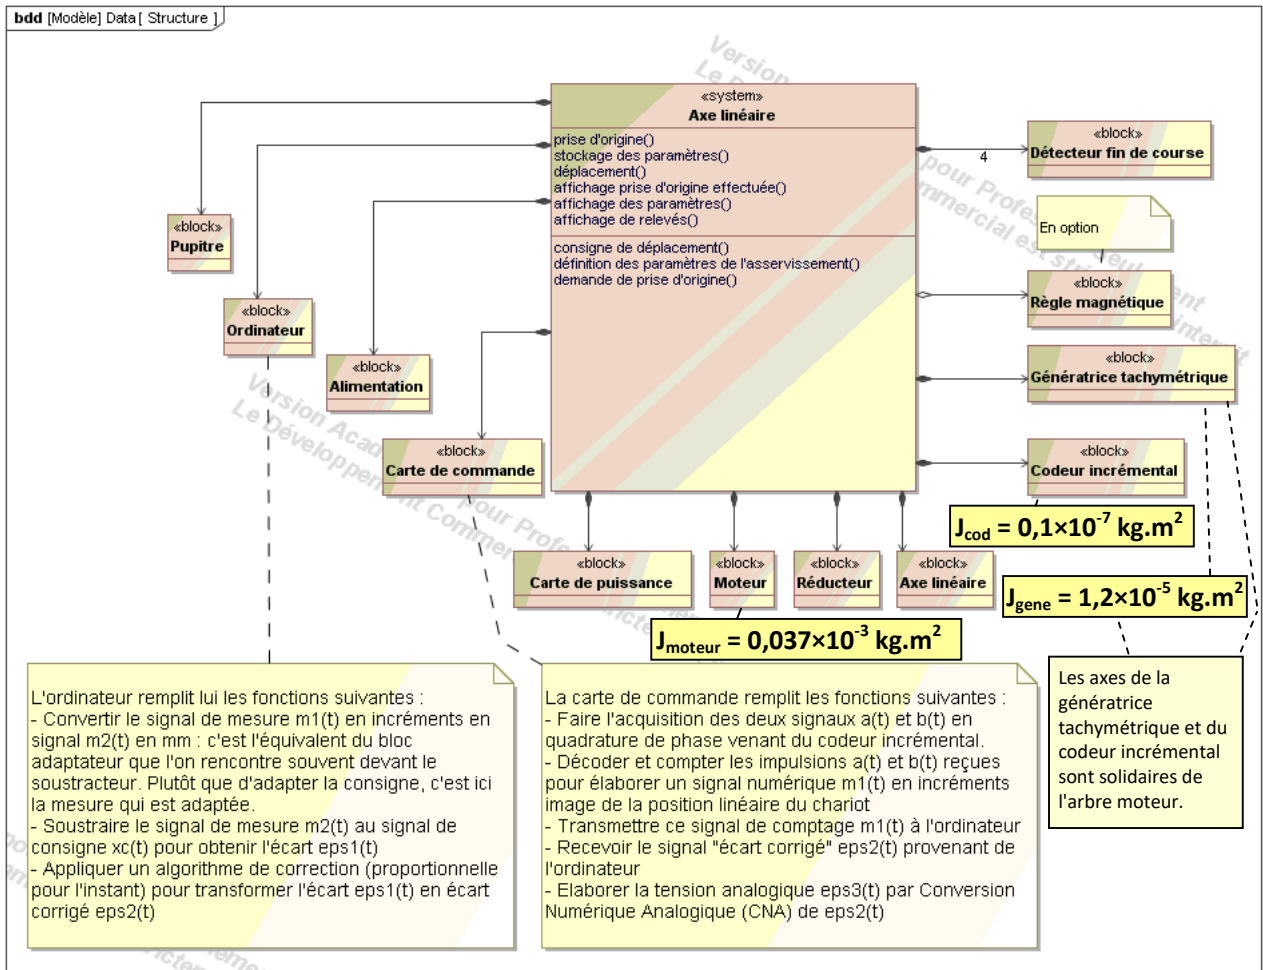 bdd [Modèle] Data [ Structure ]
«system»
Axe linéaire
prise d'origine()
stockage des paramètres()
déplacement()
affichage prise d'origine effectuée()
affichage des paramètres()
affichage de relevés()
consigne de déplacement()
définition des paramètres de l'asservissement()
demande de prise d'origine()
«block»
Pupitre
«block»
Ordinateur
«block»
Alimentation
«block»
Carte de commande
4
«block»
Détecteur fin de course
En option
«block»
Règle magnétique
«block»
Génératrice tachymétrique
«block»
Codeur incrémental
J_cod = 0,1×10^-7 kg.m^2
«block»
Carte de puissance
«block»
Moteur
«block»
Réducteur
«block»
Axe linéaire
J_gene = 1,2×10^-5 kg.m^2
J_moteur = 0,037×10^-3 kg.m^2
L'ordinateur remplit lui les fonctions suivantes :
- Convertir le signal de mesure m1(t) en incréments en
signal m2(t) en mm : c'est l'équivalent du bloc
adaptateur que l'on rencontre souvent devant le
soustracteur. Plutôt que d'adapter la consigne, c'est ici
la mesure qui est adaptée.
- Soustraire le signal de mesure m2(t) au signal de
consigne xc(t) pour obtenir l'écart eps1(t)
- Appliquer un algorithme de correction (proportionnelle
pour l'instant) pour transformer l'écart eps1(t) en écart
corrigé eps2(t)
La carte de commande remplit les fonctions suivantes :
- Faire l'acquisition des deux signaux a(t) et b(t) en
quadrature de phase venant du codeur incrémental.
- Décoder et compter les impulsions a(t) et b(t) reçues
pour élaborer un signal numérique m1(t) en incréments
image de la position linéaire du chariot
- Transmettre ce signal de comptage m1(t) à l'ordinateur
- Recevoir le signal "écart corrigé" eps2(t) provenant de
l'ordinateur
- Elaborer la tension analogique eps3(t) par Conversion
Numérique Analogique (CNA) de eps2(t)
Les axes de la
génératrice
tachymétrique et du
codeur incrémental
sont solidaires de
l'arbre moteur.